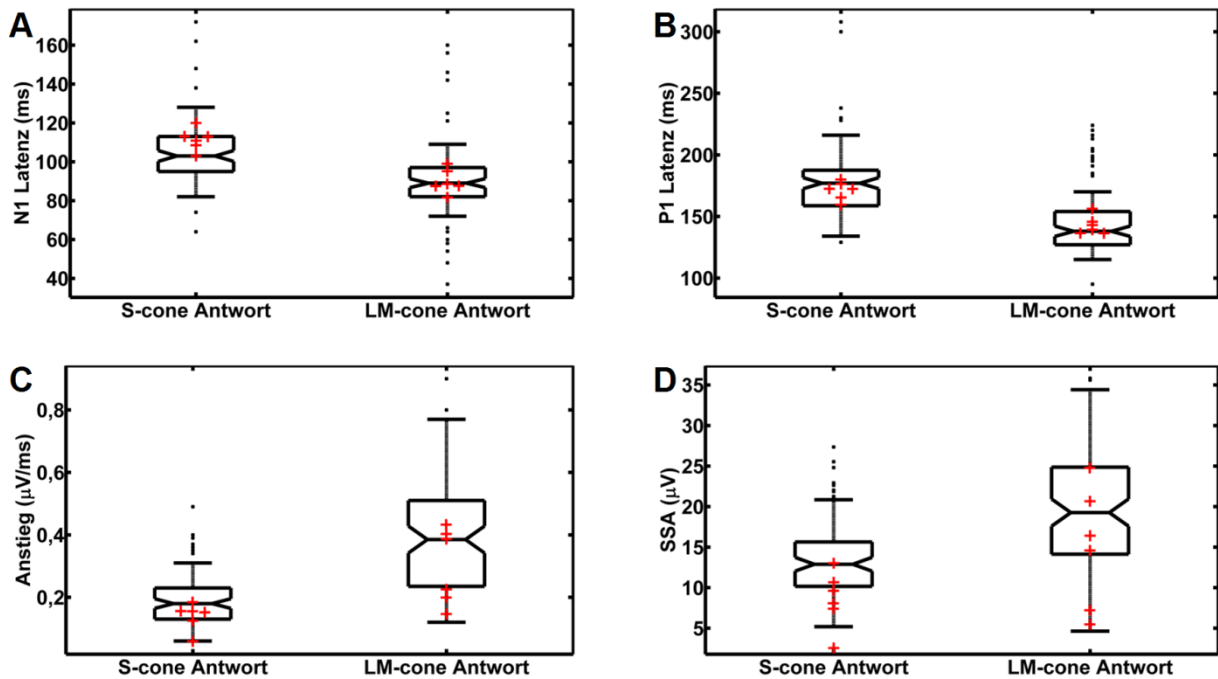 A
N1 Latenz (ms)
160
140
120
100
80
60
40
S-cone Antwort
LM-cone Antwort
B
P1 Latenz (ms)
300
250
200
150
100
S-cone Antwort
LM-cone Antwort
C
Anstieg (μV/ms)
0,8
0,6
0,4
0,2
S-cone Antwort
LM-cone Antwort
D
SSA (μV)
35
30
25
20
15
10
5
S-cone Antwort
LM-cone Antwort